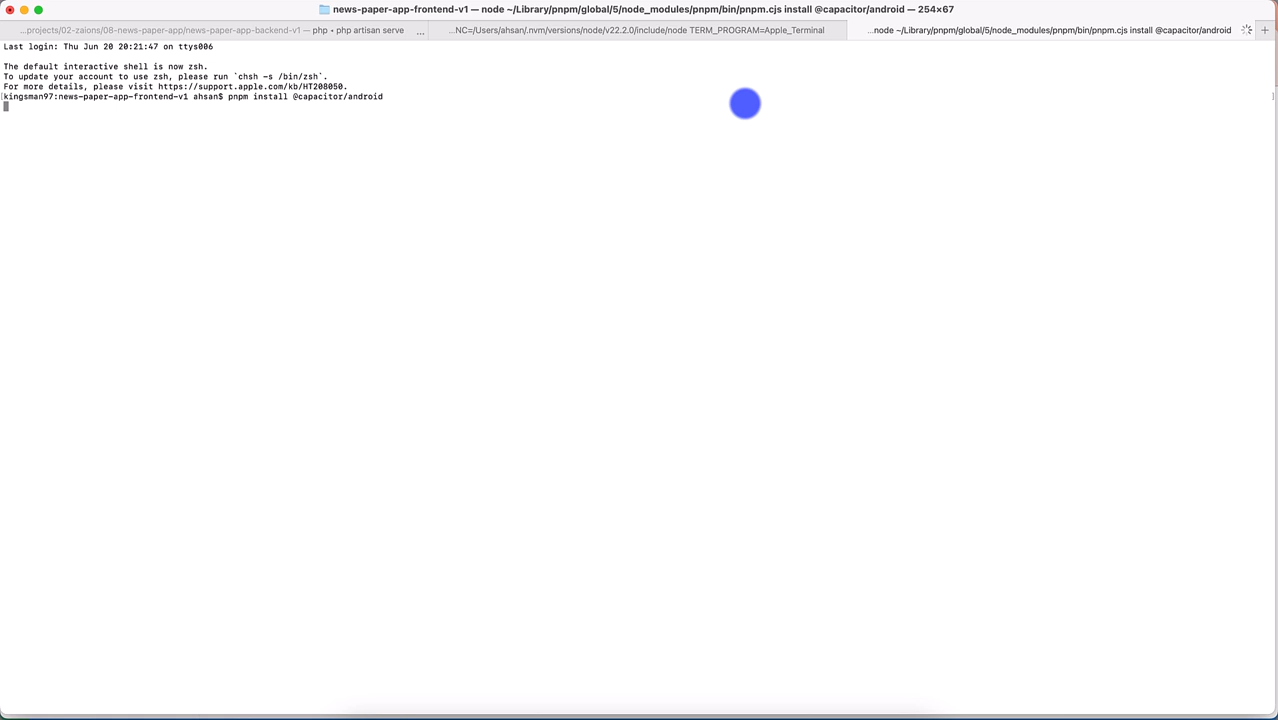 news-paper-app-frontend-v1 — node ~/Library/pnpm/global/5/node_modules/pnpm/bin/pnpm.cjs install @capacitor/android — 254×67
...projects/02-zaions/08-news-paper-app/news-paper-app-backend-v1 — php • php artisan serve ...
...NC=/Users/ahsan/.nvm/versions/node/v22.2.0/include/node TERM_PROGRAM=Apple_Terminal
...node ~/Library/pnpm/global/5/node_modules/pnpm/bin/pnpm.cjs install @capacitor/android
Last login: Thu Jun 20 20:21:47 on ttys006
The default interactive shell is now zsh.
To update your account to use zsh, please run `chsh -s /bin/zsh`.
For more details, please visit https://support.apple.com/kb/HT208050.
[kingsman97:news-paper-app-frontend-v1 ahsan$ pnpm install @capacitor/android ]